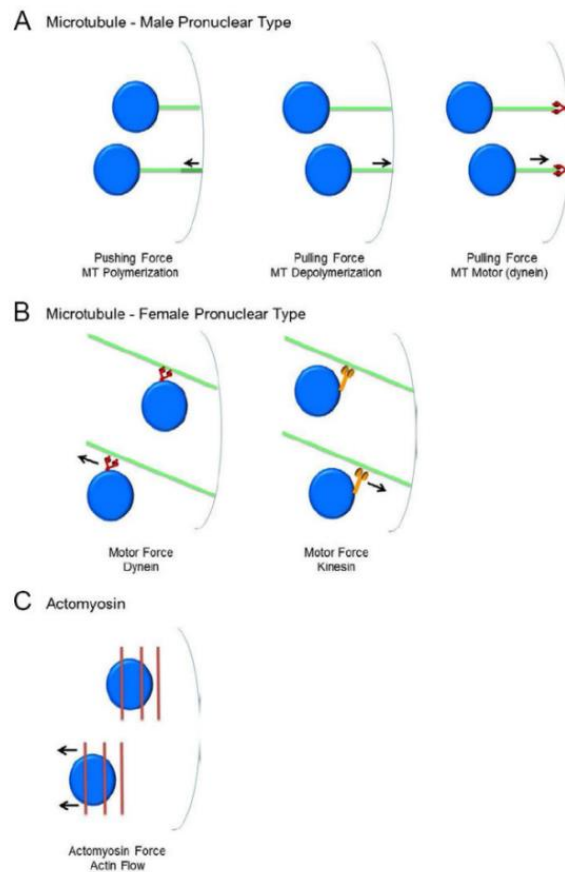 A Microtubule - Male Pronuclear Type
Pushing Force
MT Polymerization
Pulling Force
MT Depolymerization
Pulling Force
MT Motor (dynein)
B Microtubule - Female Pronuclear Type
Motor Force
Dynein
Motor Force
Kinesin
C Actomyosin
Actomyosin Force
Actin Flow